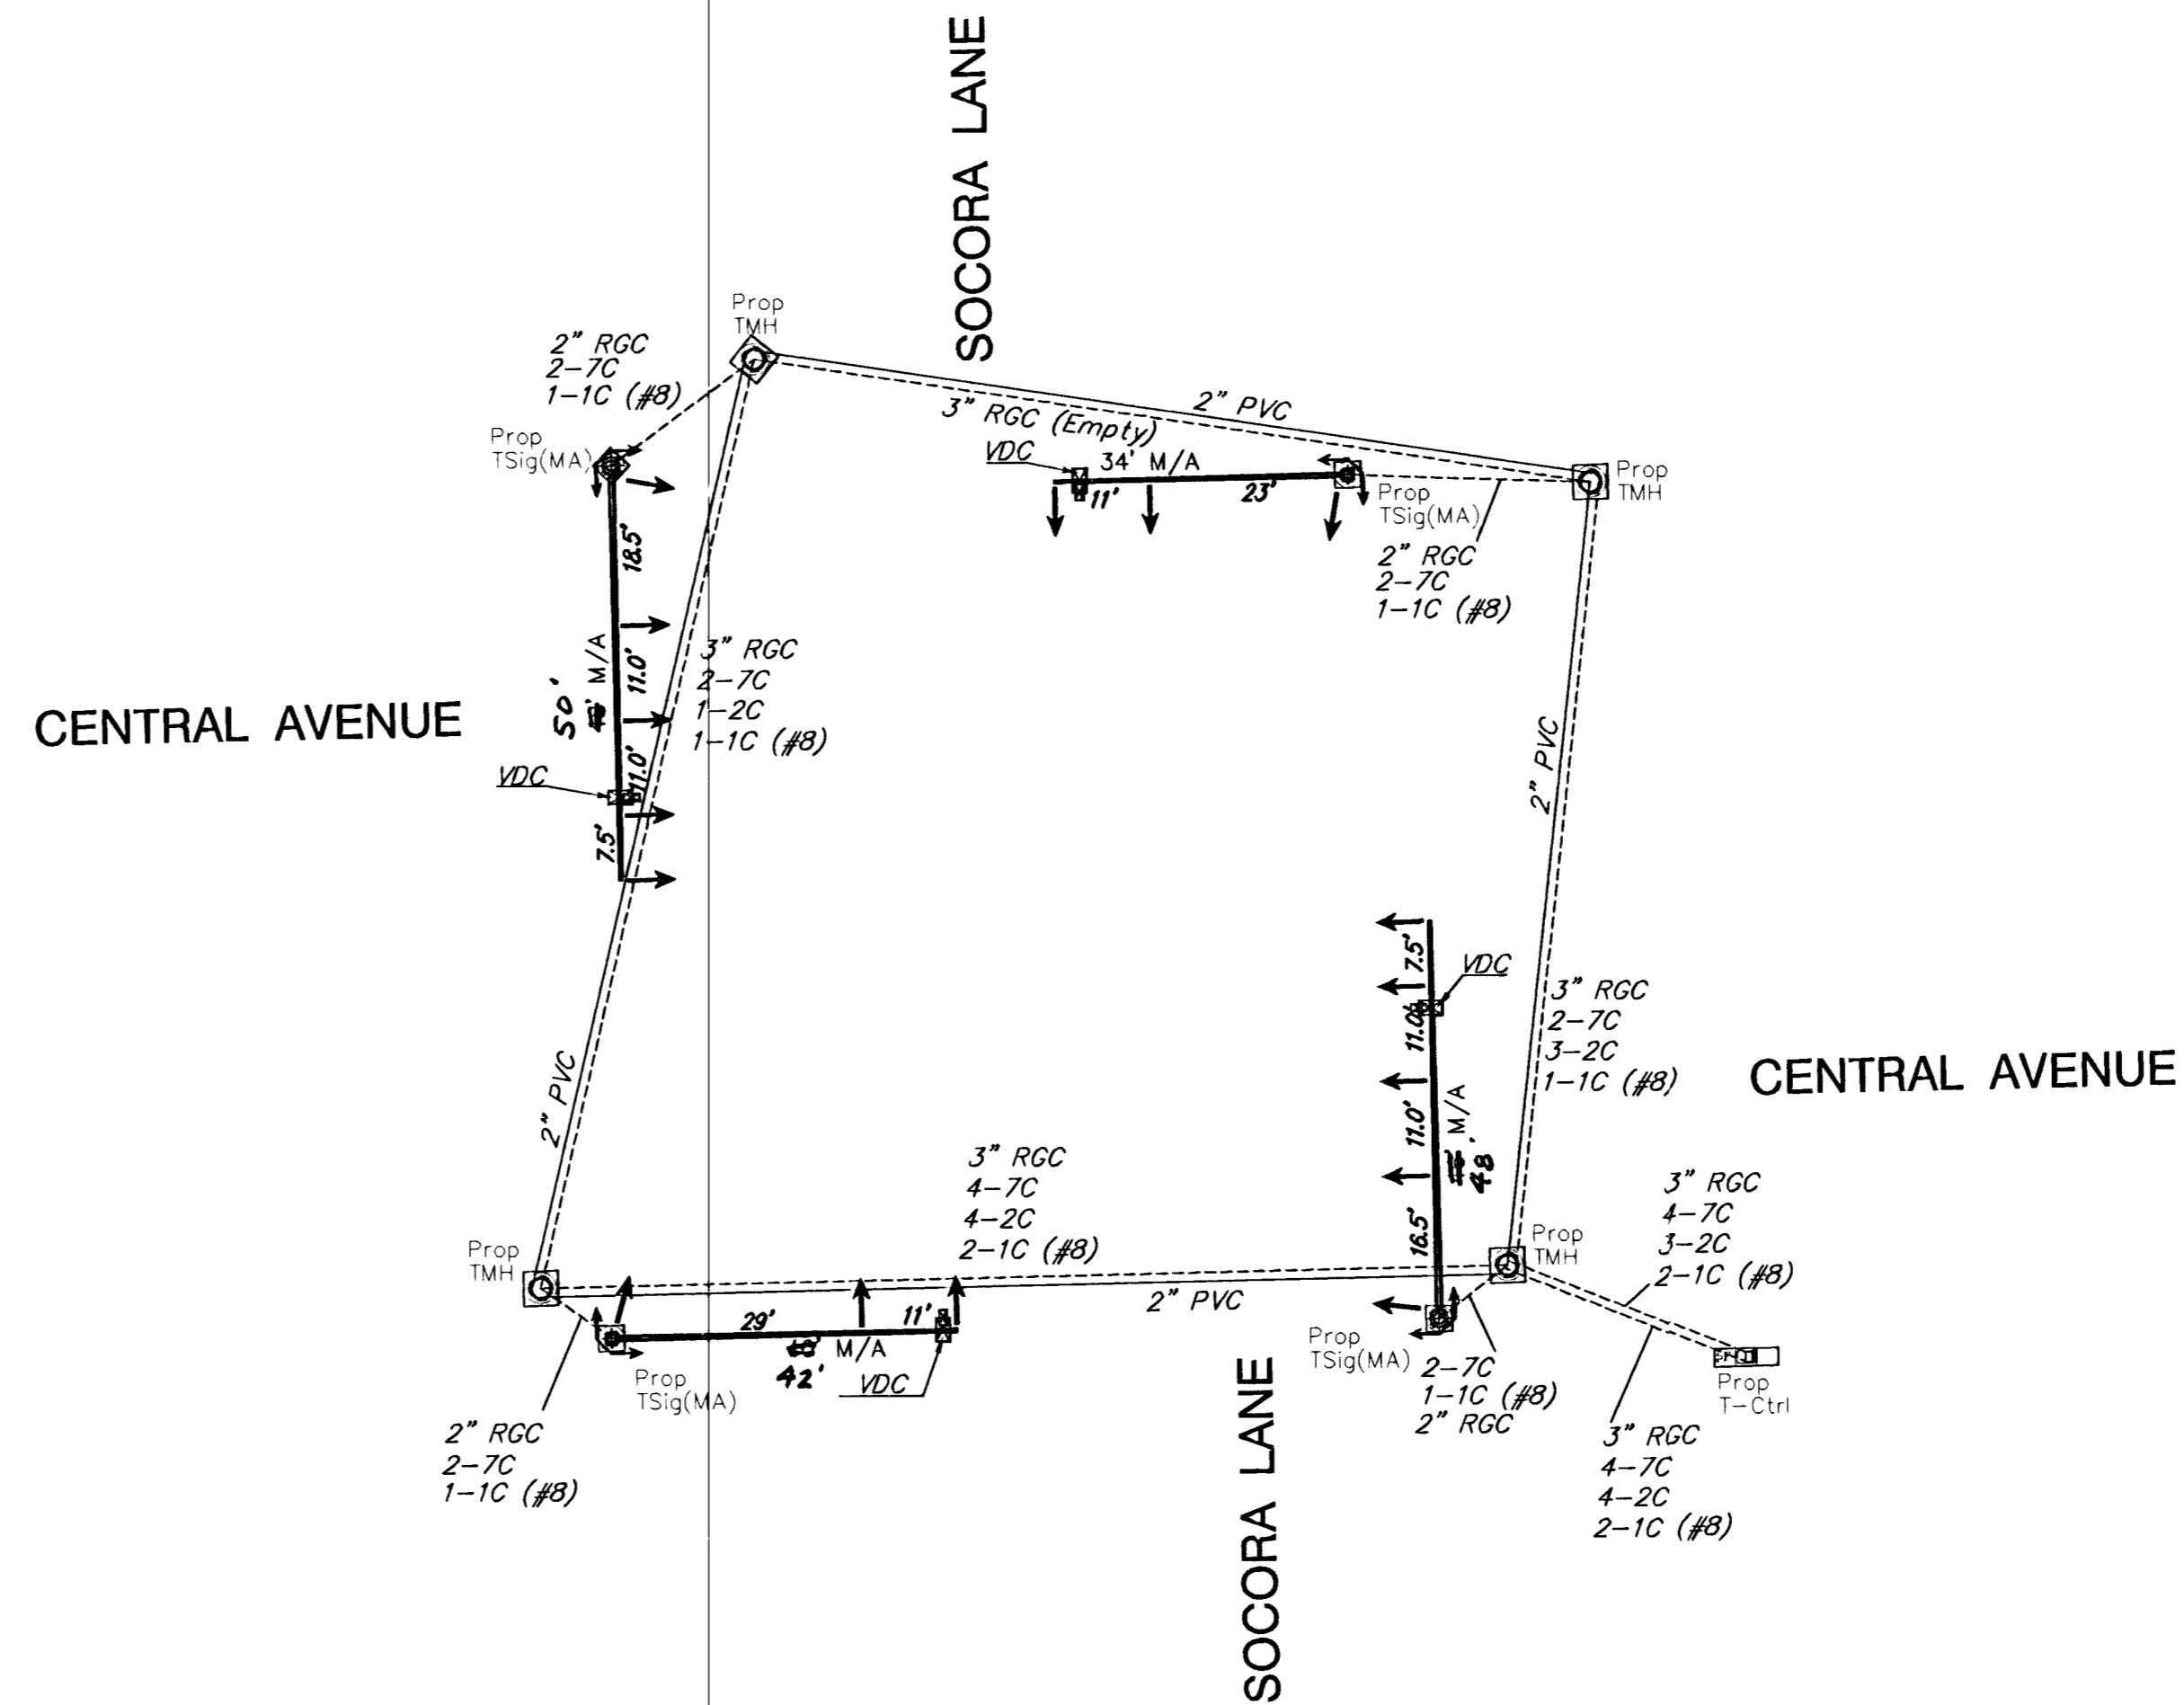 SOCORA LANE
Prop
TMH
2" RGC
2-7C
1-1C (#8)
Prop
TSig(MA)
2" PVC
3" RGC (Empty)
VDC
34' M/A
11'
23'
Prop
TSig(MA)
Prop
TMH
2" RGC
2-7C
1-1C (#8)
18.5'
M/A
50'
11.0'
11.0'
7.5'
VDC
3" RGC
2-7C
1-2C
1-1C (#8)
CENTRAL AVENUE
2" PVC
7.5'
VDC
11.0'
11.0'
M/A
48'
16.5'
3" RGC
2-7C
3-2C
1-1C (#8)
CENTRAL AVENUE
2" PVC
3" RGC
4-7C
4-2C
2-1C (#8)
2" PVC
3" RGC
4-7C
3-2C
2-1C (#8)
Prop
TMH
Prop
TMH
29'
11'
M/A
42'
VDC
Prop
TSig(MA)
2" RGC
2-7C
1-1C (#8)
Prop
TSig(MA)
2-7C
1-1C (#8)
2" RGC
Prop
T-Ctrl
3" RGC
4-7C
4-2C
2-1C (#8)
SOCORA LANE